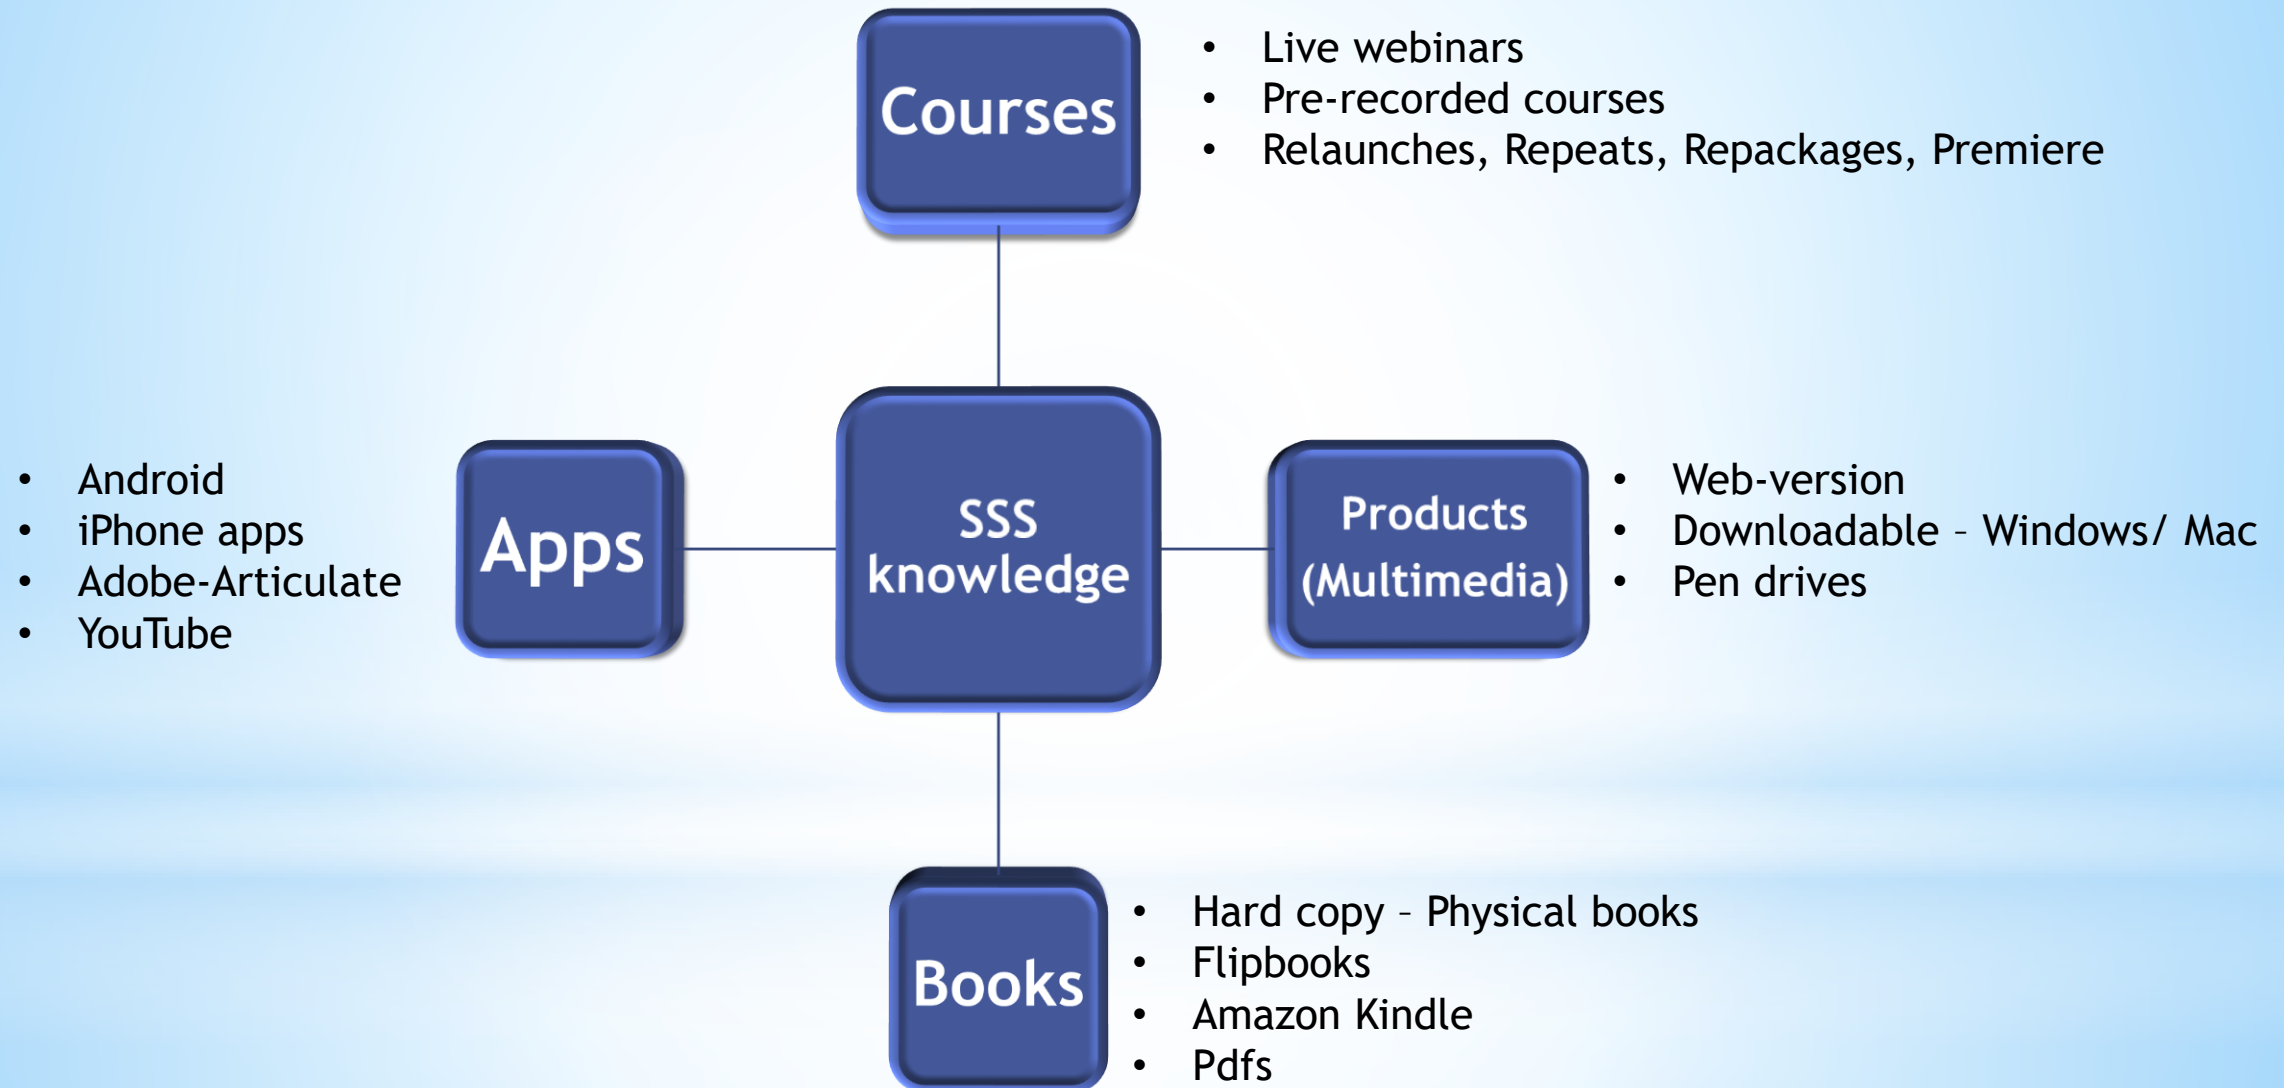 Courses
• Live webinars
• Pre-recorded courses
• Relaunches, Repeats, Repackages, Premiere
• Android
• iPhone apps
• Adobe-Articulate
• YouTube
Apps
SSS
knowledge
Products
(Multimedia)
• Web-version
• Downloadable – Windows/ Mac
• Pen drives
Books
• Hard copy – Physical books
• Flipbooks
• Amazon Kindle
• Pdfs